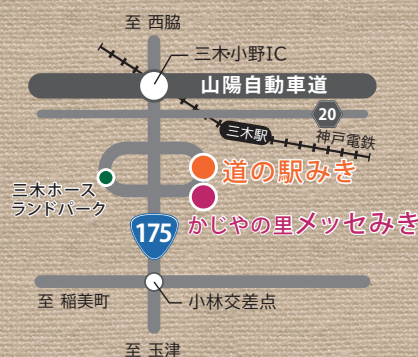 至 西脇
三木小野IC
山陽自動車道
20
三木駅
神戸電鉄
道の駅みき
三木ホース
ランドパーク
かじやの里メッセみき
175
至 稲美町
小林交差点
至 玉津